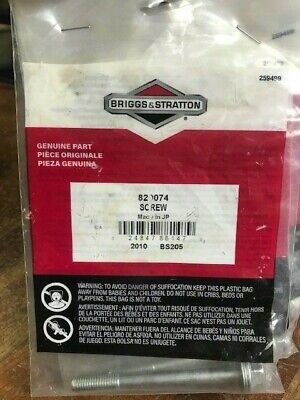 259499
BRIGGS&STRATTON
GENUINE PART
PIÈCE ORIGINALE
PIEZA GENUINA
820074
SCREW
Made in JP
2010 BS205
WARNING: TO AVOID DANGER OF SUFFOCATION KEEP THIS PLASTIC BAG
AWAY FROM BABIES AND CHILDREN. DO NOT USE IN CRIBS, BEDS OR
PLAYPENS. THIS BAG IS NOT A TOY.
AVERTISSEMENT: AFIN D'ÉVITER TOUT RISQUE DE SUFFOCATION, TENIR HORS
DE LA PORTÉE DES BÉBÉS ET DES ENFANTS. NE PAS UTILISER DANS UNE
COUCHETTE, UN LIT OU UN PARC D'ENFANT. CE SAC N'EST PAS UN JOUET.
ADVERTENCIA: MANTENER FUERA DEL ALCANCE DE BEBÉS Y NIÑOS PARA
EVITAR EL PELIGRO DE ASFIXIA. NO UTILIZAR EN CUNAS, CAMAS NI CORRALES
DE JUEGO. ESTA BOLSA NO ES UN JUGUETE.